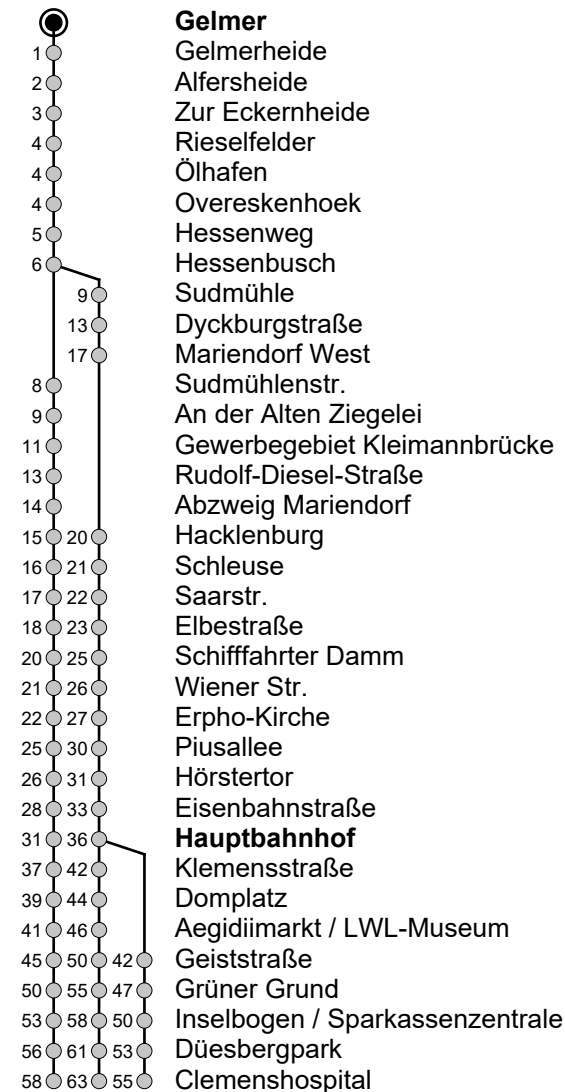 Gelmer
1 Gelmerheide
2 Alfersheide
3 Zur Eckernheide
4 Rieselfelder
4 Ölhafen
4 Overeskenhoek
5 Hessenweg
6 Hessenbusch
9 Sudmühle
13 Dyckburgstraße
17 Mariendorf West
8 Sudmühlenstr.
9 An der Alten Ziegelei
11 Gewerbegebiet Kleimannbrücke
13 Rudolf-Diesel-Straße
14 Abzweig Mariendorf
15 20 Hacklenburg
16 21 Schleuse
17 22 Saarstr.
18 23 Elbestraße
20 25 Schifffahrter Damm
21 26 Wiener Str.
22 27 Erpho-Kirche
25 30 Piusallee
26 31 Hörstertor
28 33 Eisenbahnstraße
31 36 Hauptbahnhof
37 42 Klemensstraße
39 44 Domplatz
41 46 Aegidiimarkt / LWL-Museum
45 50 42 Geiststraße
50 55 47 Grüner Grund
53 58 50 Inselbogen / Sparkassenzentrale
56 61 53 Düesbergpark
58 63 55 Clemenshospital